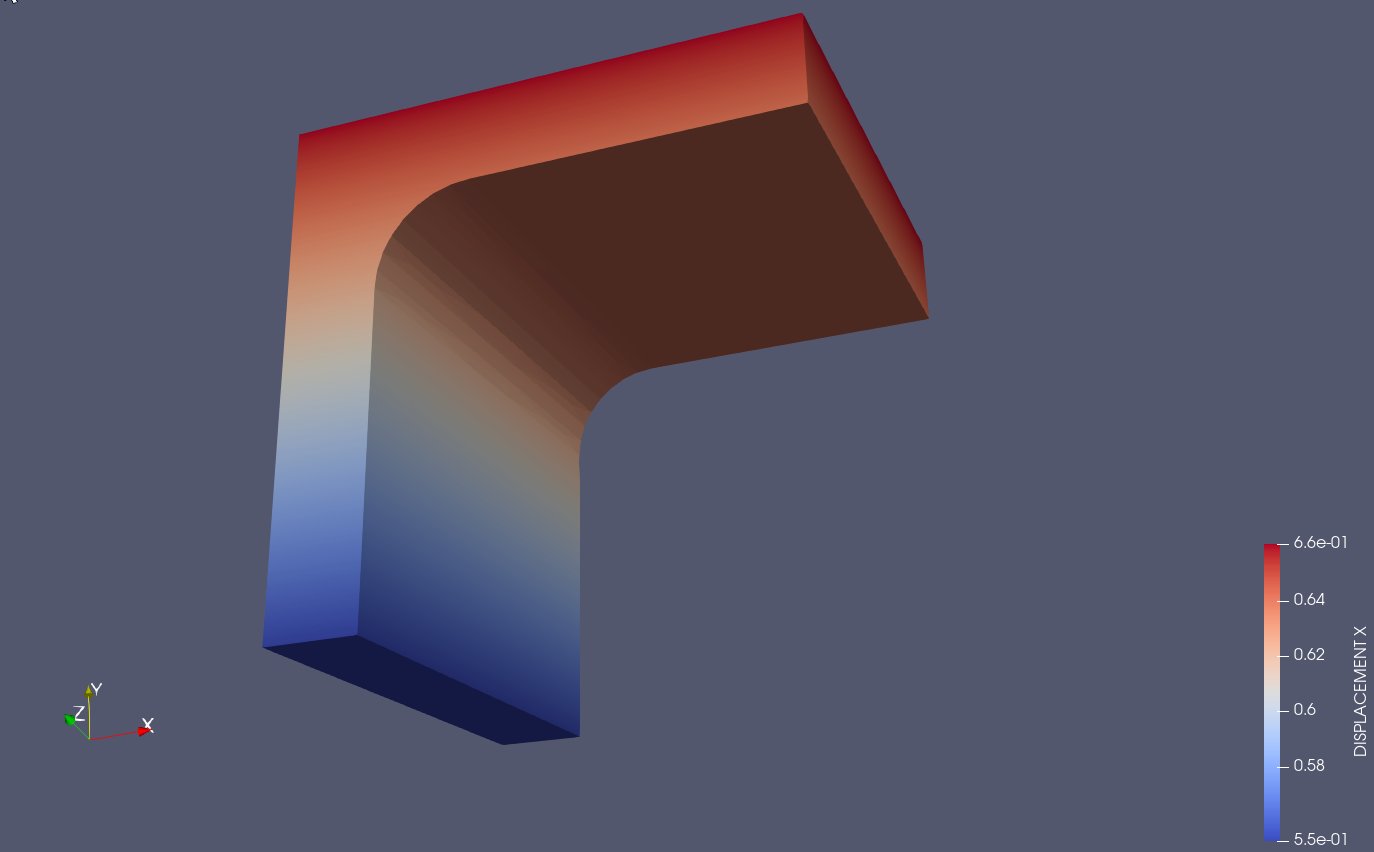 6.6e-01
0.64
0.62
0.6
0.58
5.5e-01
DISPLACEMENT X
Y
Z
X